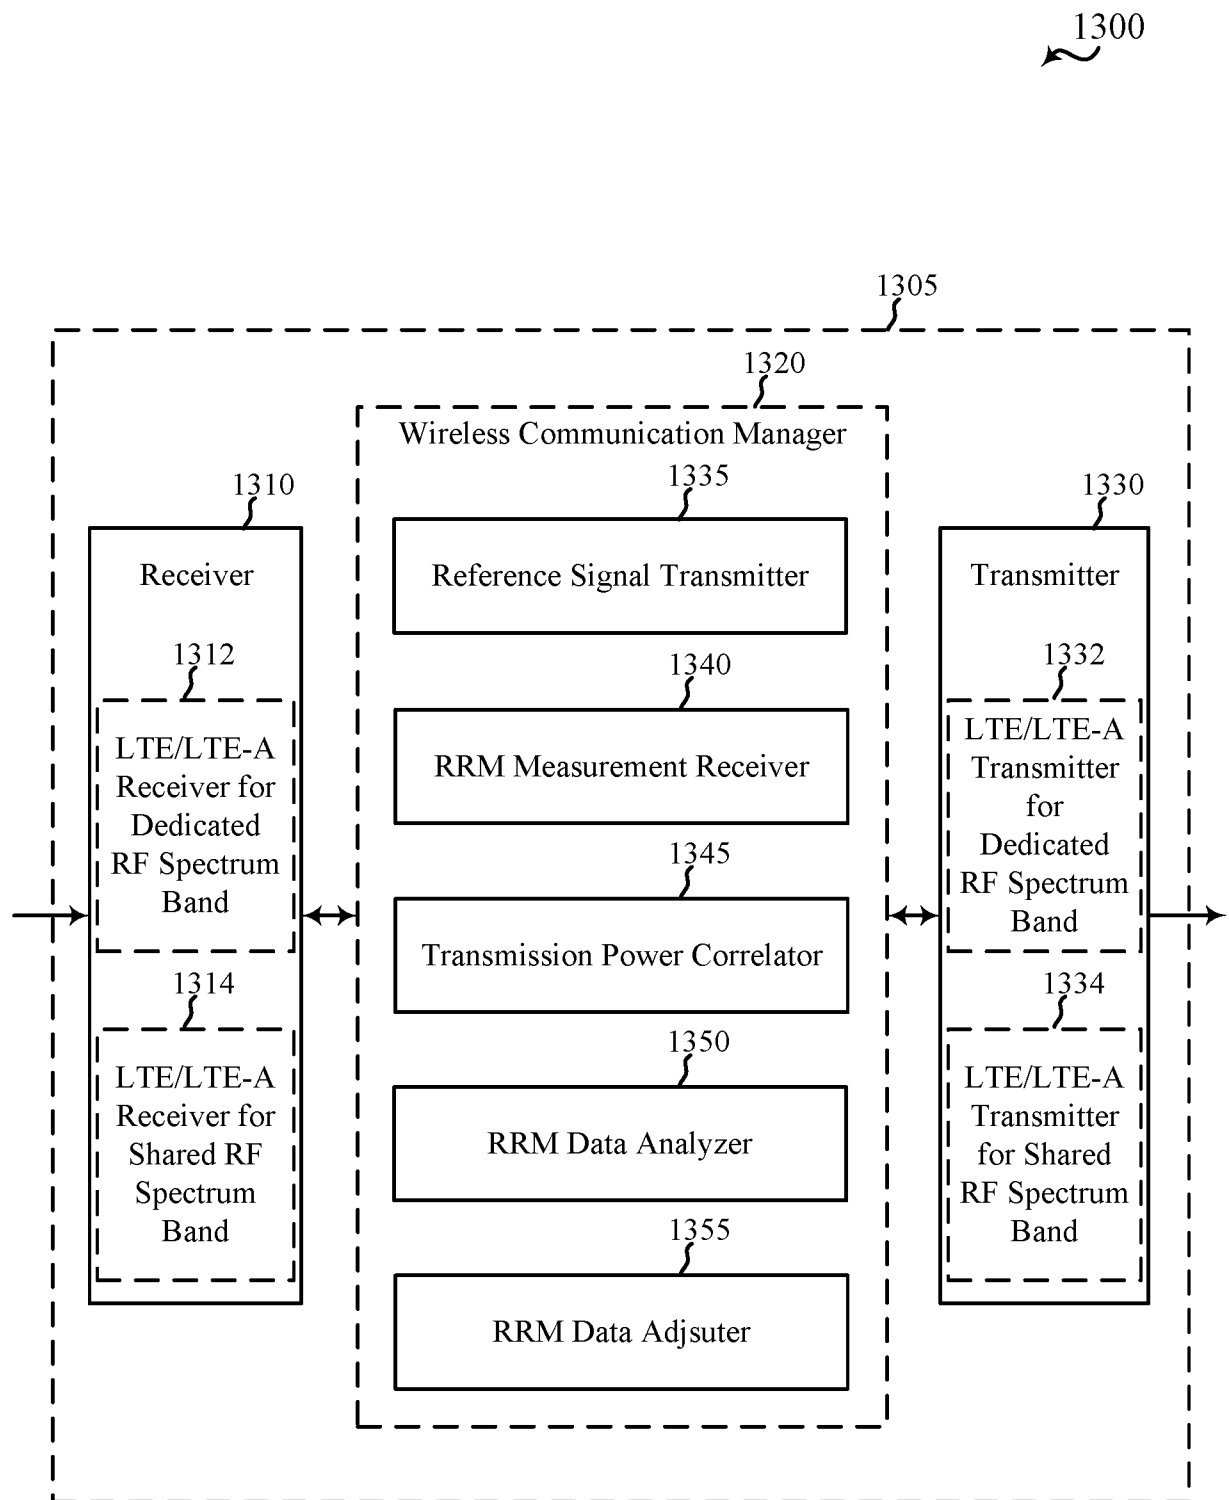 1300
1305
1320
Wireless Communication Manager
1310
Receiver
1312
LTE/LTE-A
Receiver for
Dedicated
RF Spectrum
Band
1314
LTE/LTE-A
Receiver for
Shared RF
Spectrum
Band
1335
Reference Signal Transmitter
1340
RRM Measurement Receiver
1345
Transmission Power Correlator
1350
RRM Data Analyzer
1355
RRM Data Adjsuter
1330
Transmitter
1332
LTE/LTE-A
Transmitter
for
Dedicated
RF Spectrum
Band
1334
LTE/LTE-A
Transmitter
for Shared
RF Spectrum
Band